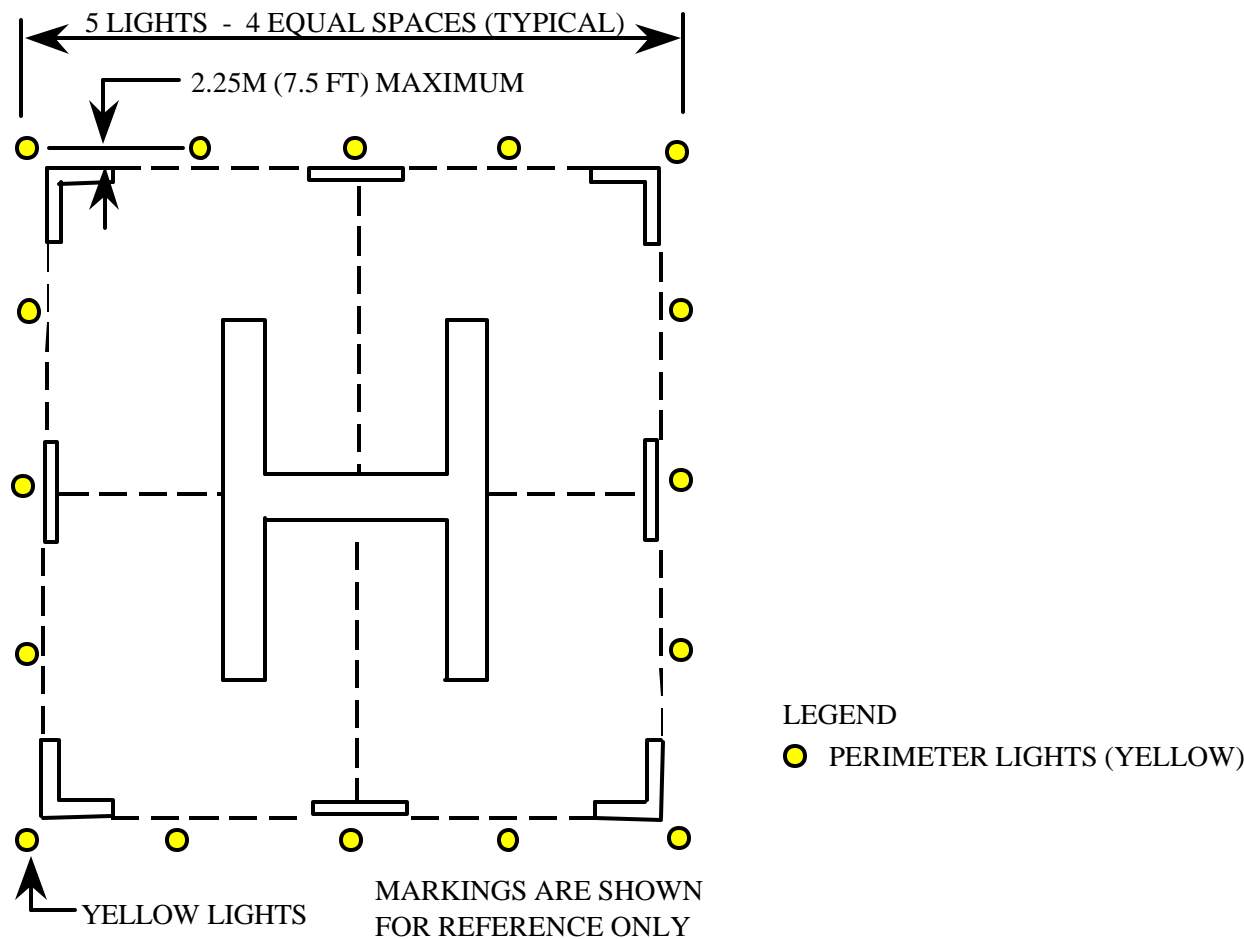 5 LIGHTS - 4 EQUAL SPACES (TYPICAL)
2.25M (7.5 FT) MAXIMUM
H
LEGEND
PERIMETER LIGHTS (YELLOW)
YELLOW LIGHTS
MARKINGS ARE SHOWN
FOR REFERENCE ONLY